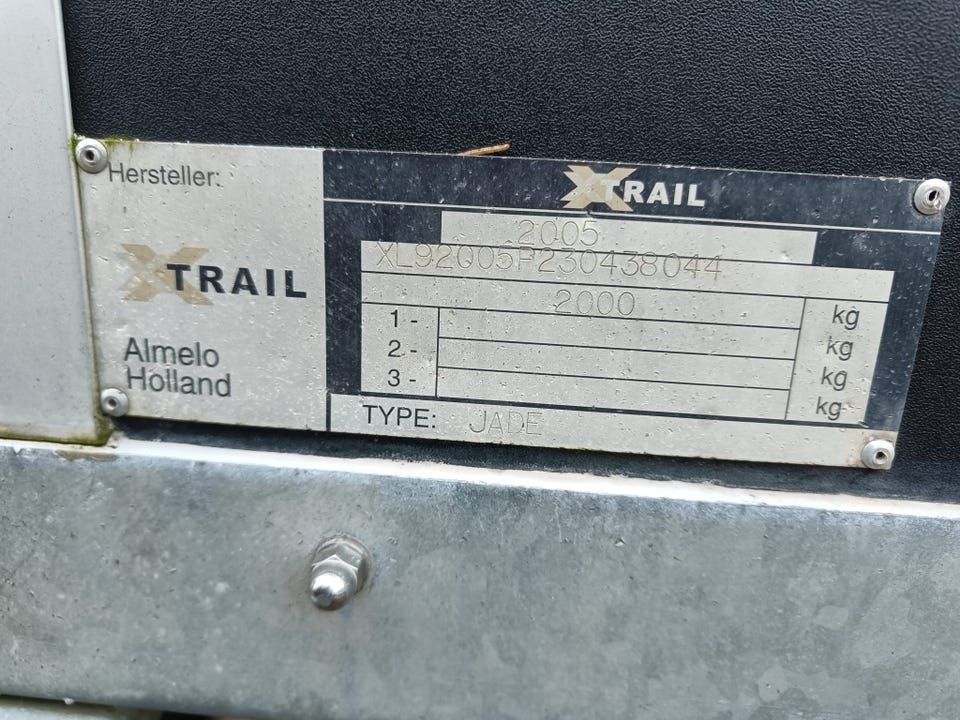 Hersteller:
XTRAIL
Almelo
Holland
XTRAIL
2005
XL92005P230438044
2000 kg
1 - kg
2 - kg
3 - kg
TYPE: JADE